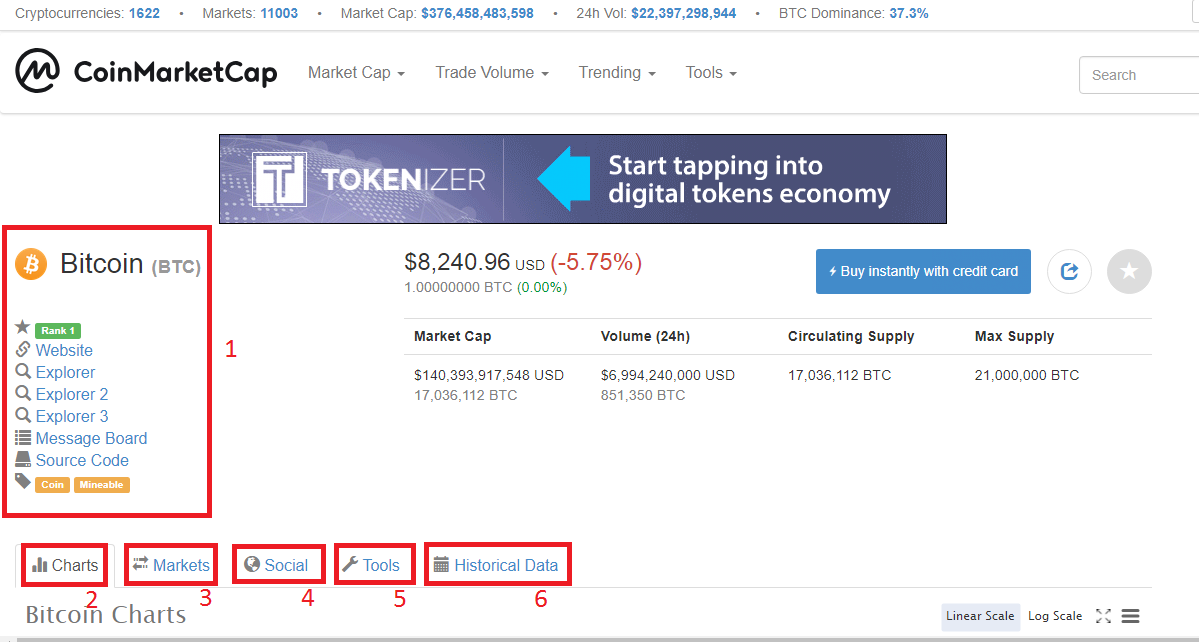 Cryptocurrencies: 1622 • Markets: 11003 • Market Cap: $376,458,483,598 • 24h Vol: $22,397,298,944 • BTC Dominance: 37.3%
CoinMarketCap Market Cap Trade Volume Trending Tools Search
TOKENIZER
Start tapping into
digital tokens economy
Bitcoin (BTC)
$8,240.96 USD (-5.75%)
1.00000000 BTC (0.00%)
Buy instantly with credit card
Rank 1
Website
Explorer
Explorer 2
Explorer 3
Message Board
Source Code
Coin Mineable
1
Market Cap Volume (24h) Circulating Supply Max Supply
$140,393,917,548 USD $6,994,240,000 USD 17,036,112 BTC 21,000,000 BTC
17,036,112 BTC 851,350 BTC
Charts Markets Social Tools Historical Data
2 3 4 5 6
Bitcoin Charts
Linear Scale Log Scale